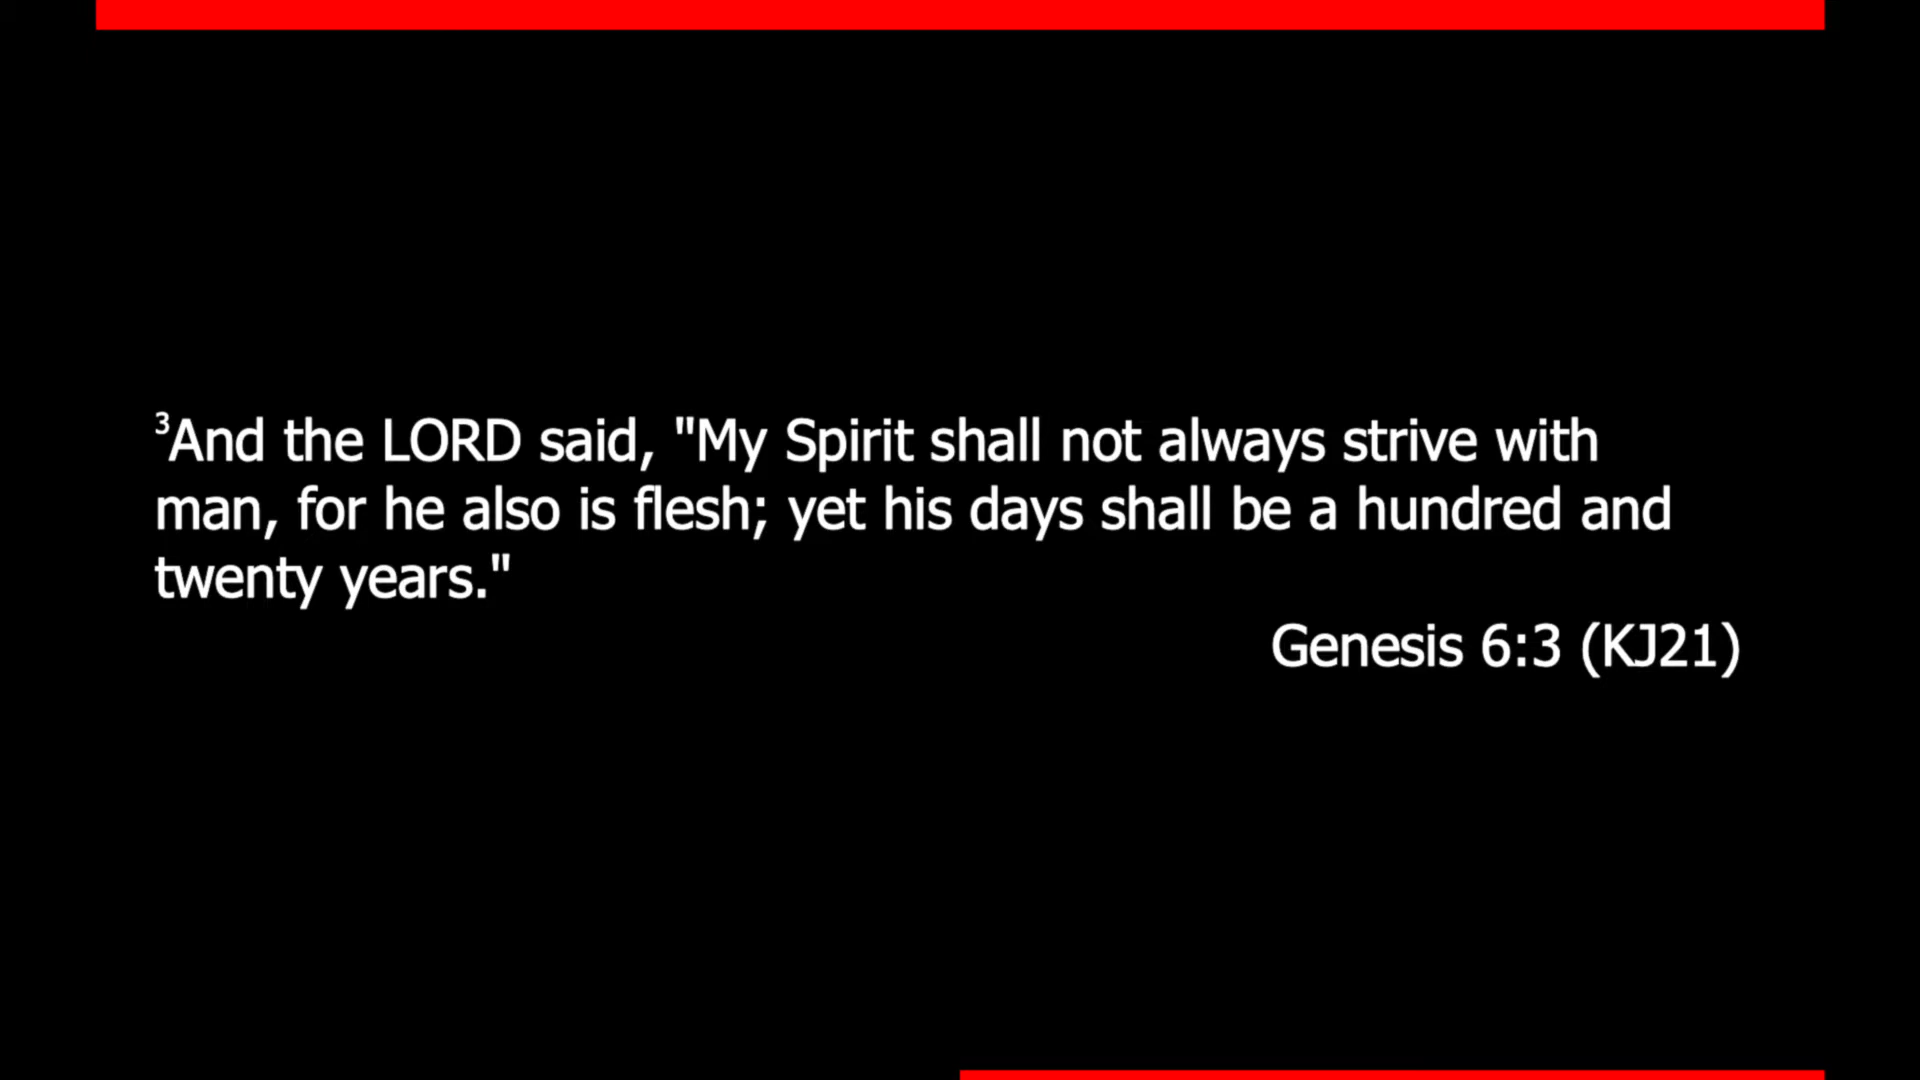 ³And the LORD said, "My Spirit shall not always strive with
man, for he also is flesh; yet his days shall be a hundred and
twenty years."
Genesis 6:3 (KJ21)